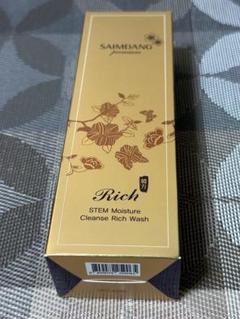 SAIMDANG
premium
Rich
STEM Moisture
Cleanse Rich Wash